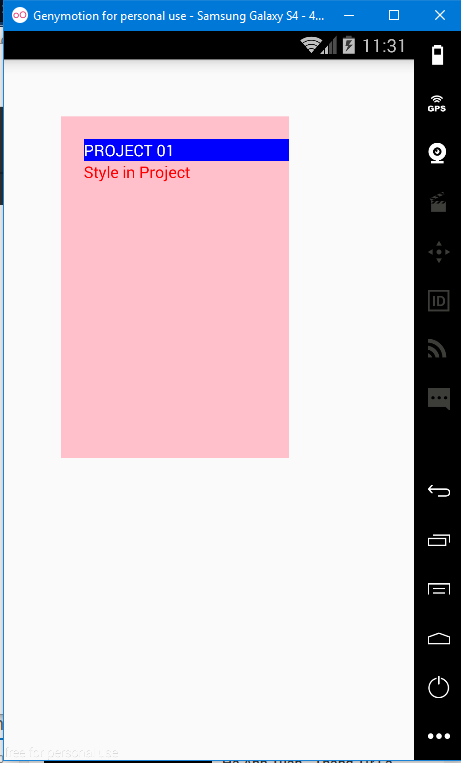 Genymotion for personal use - Samsung Galaxy S4 - 4...
11:31
GPS
PROJECT 01
Style in Project
ID
free for personal use